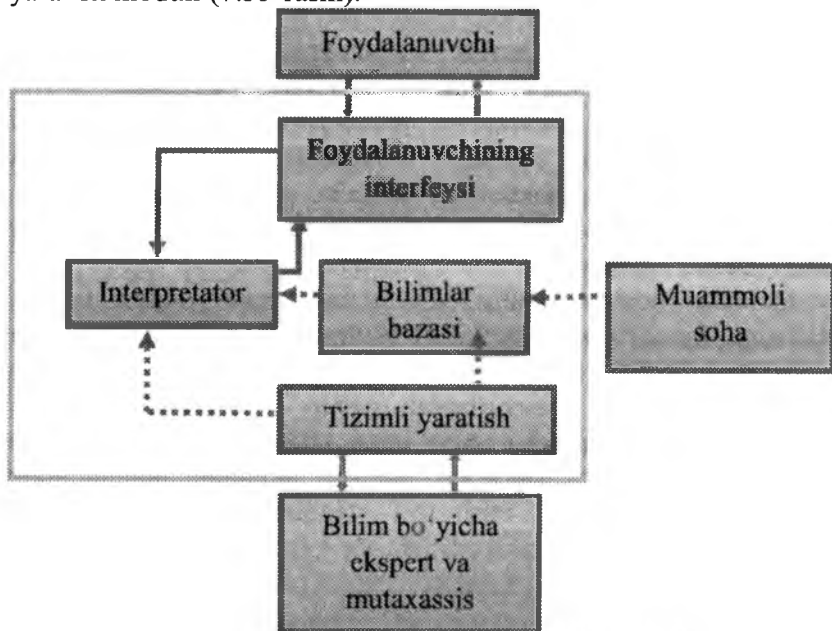 Foydalanuvchi
Foydalanuvchining
interfeysi
Interpretator
Bilimlar
bazasi
Muammoli
soha
Tizimli yaratish
Bilim bo‘yicha
ekspert va
mutaxassis